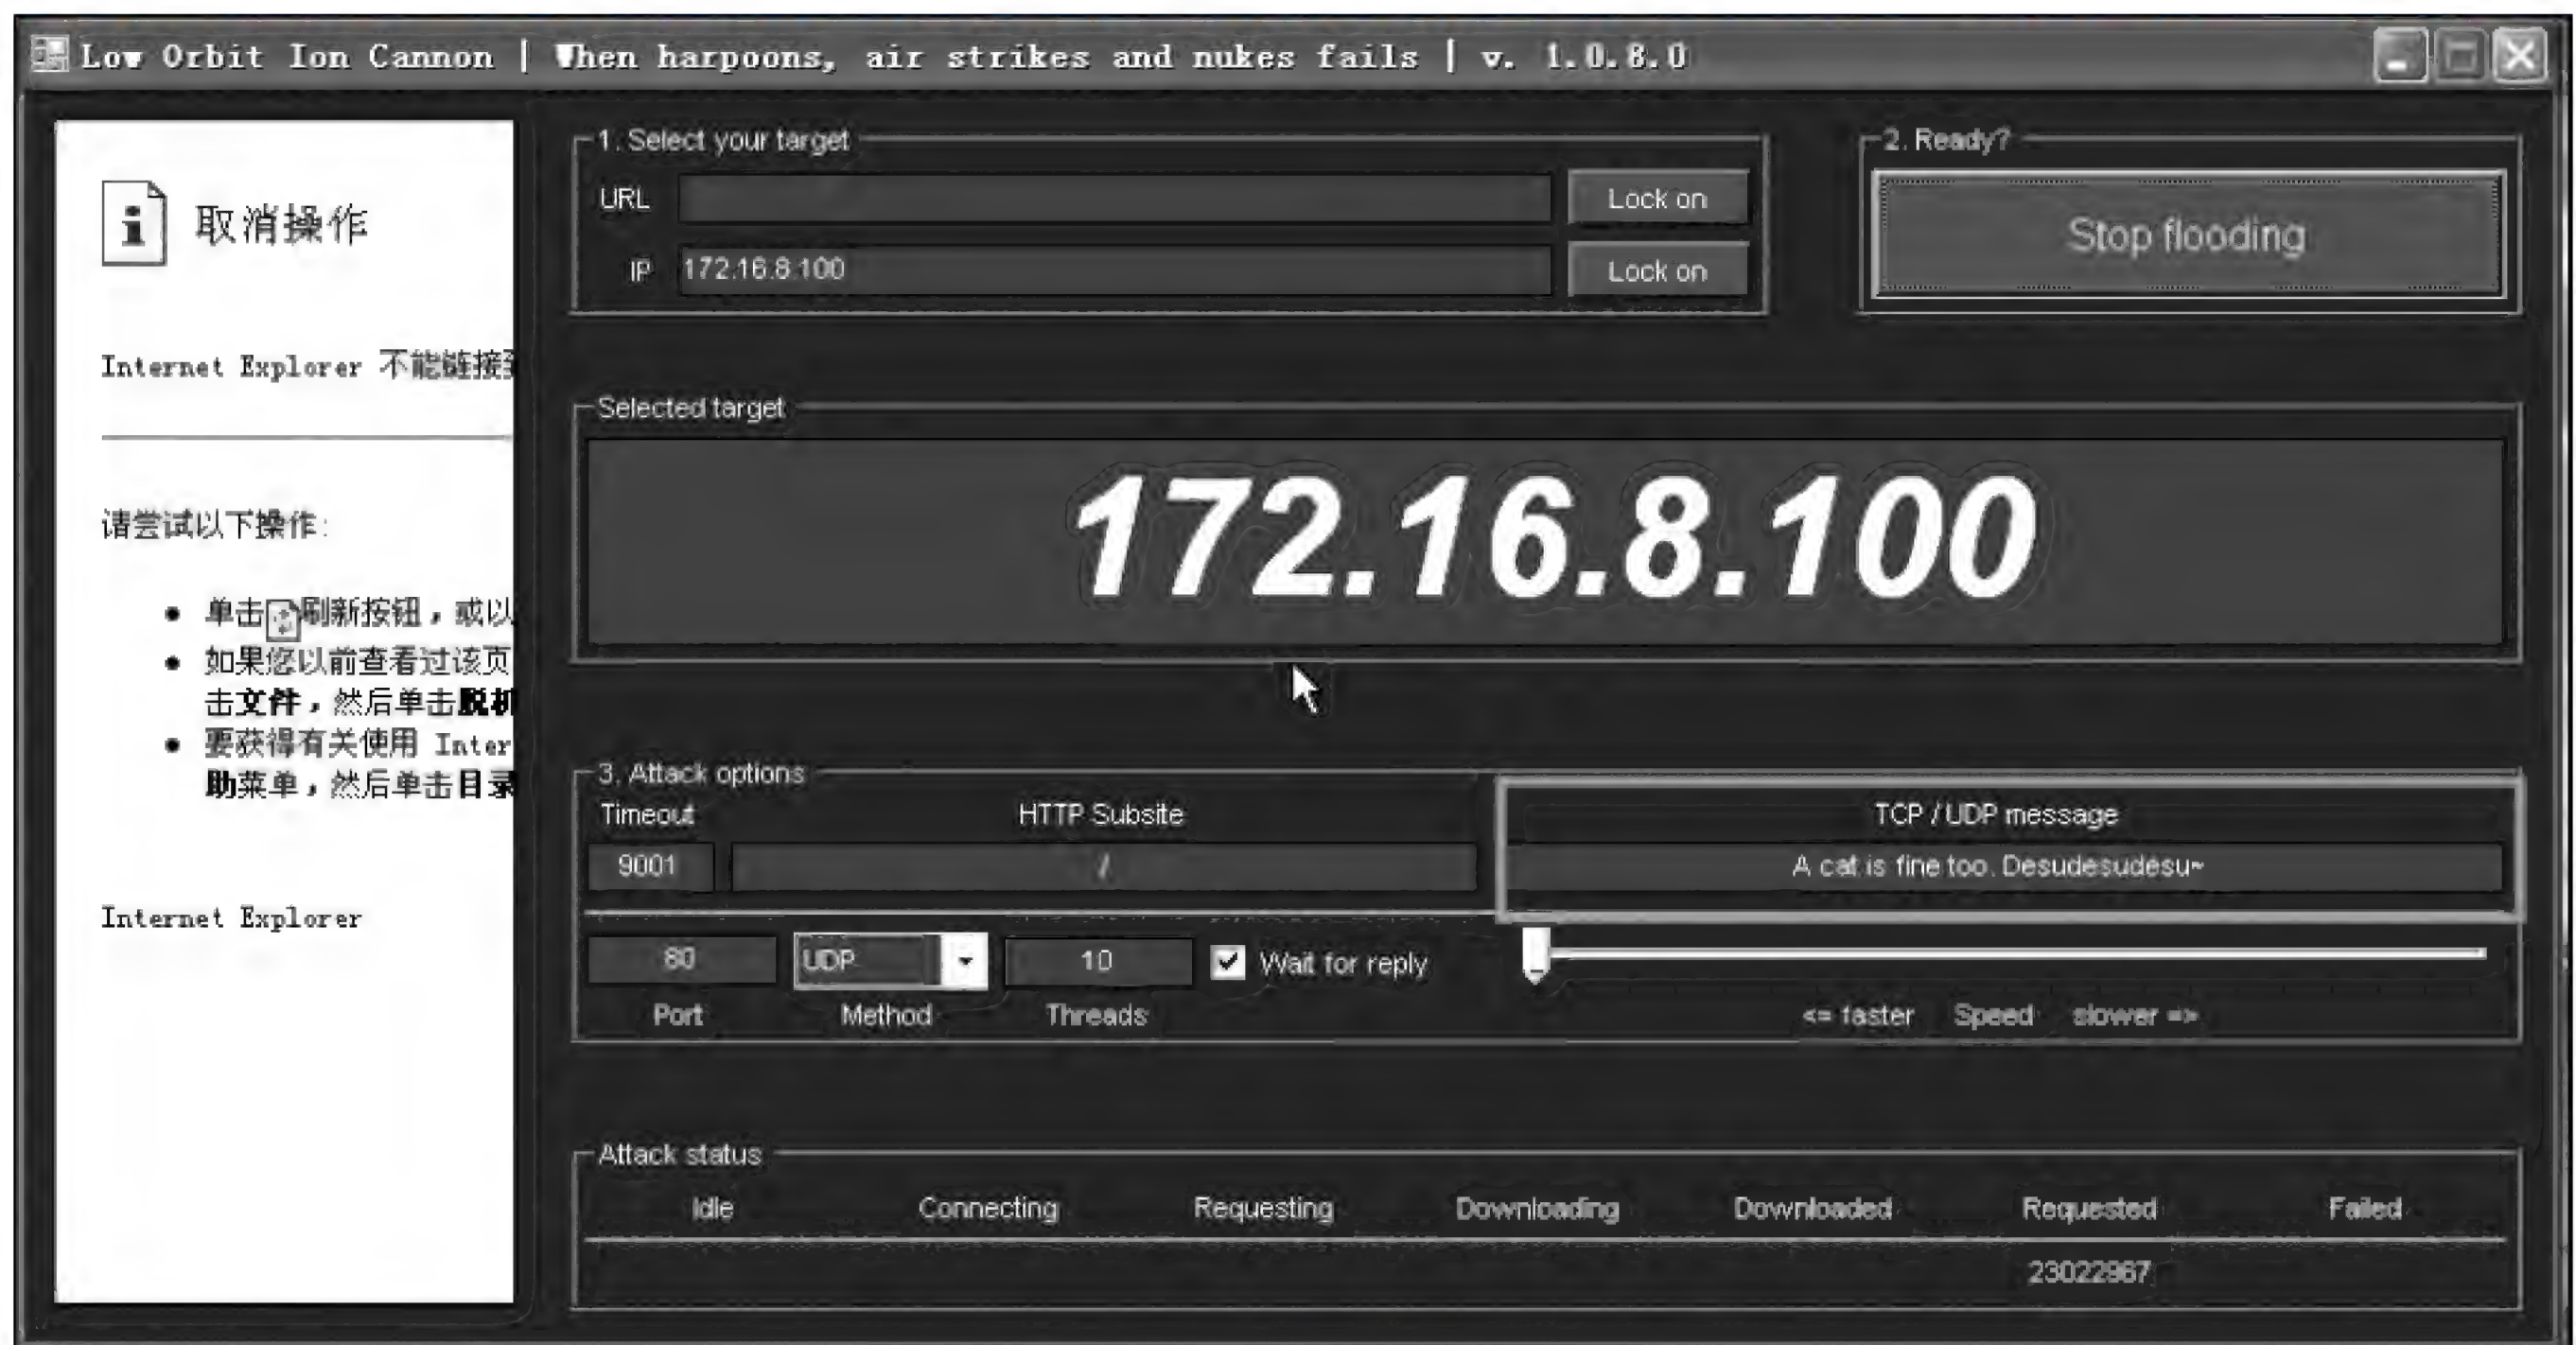 Low Orbit Ion Cannon | When harpoons, air strikes and nukes fails | v. 1.0.8.0
取消操作
Internet Explorer 不能链接到
请尝试以下操作:
单击刷新按钮，或以
如果您以前查看过该页
击文件，然后单击脱机
要获得有关使用 Inter
助菜单，然后单击目录
Internet Explorer
1. Select your target
URL
Lock on
IP
172.16.8.100
Lock on
2. Ready?
Stop flooding
Selected target
172.16.8.100
3. Attack options
Timeout
HTTP Subsite
TCP / UDP message
9001
/
A cat is fine too. Desudesudesu~
80
UDP
10
Wait for reply
Port
Method
Threads
<= faster Speed slower =>
Attack status
Idle Connecting Requesting Downloading Downloaded Requested Failed
23022967